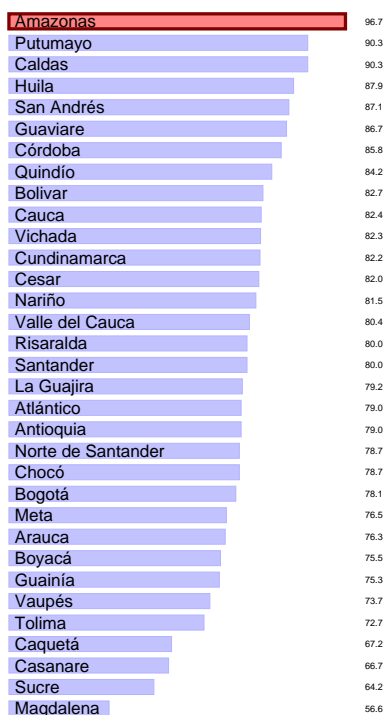 Amazonas 96.7
Putumayo 90.3
Caldas 90.3
Huila 87.9
San Andrés 87.1
Guaviare 86.7
Córdoba 85.8
Quindío 84.2
Bolivar 82.7
Cauca 82.4
Vichada 82.3
Cundinamarca 82.2
Cesar 82.0
Nariño 81.5
Valle del Cauca 80.4
Risaralda 80.0
Santander 80.0
La Guajira 79.2
Atlántico 79.0
Antioquia 79.0
Norte de Santander 78.7
Chocó 78.7
Bogotá 78.1
Meta 76.5
Arauca 76.3
Boyacá 75.5
Guainía 75.3
Vaupés 73.7
Tolima 72.7
Caquetá 67.2
Casanare 66.7
Sucre 64.2
Magdalena 56.6